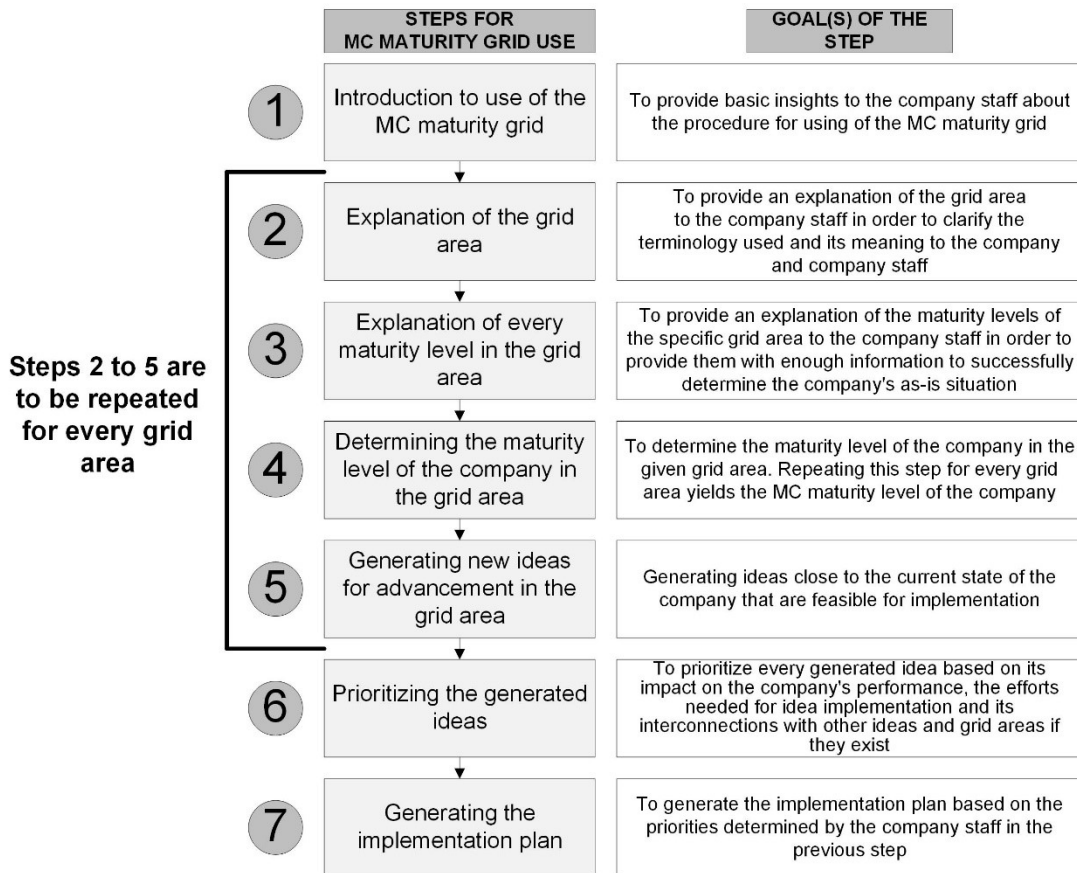 STEPS FOR
MC MATURITY GRID USE
GOAL(S) OF THE
STEP
1
Introduction to use of the
MC maturity grid
To provide basic insights to the company staff about
the procedure for using of the MC maturity grid
Steps 2 to 5 are
to be repeated
for every grid
area
2
Explanation of the grid
area
To provide an explanation of the grid area
to the company staff in order to clarify the
terminology used and its meaning to the company
and company staff
3
Explanation of every
maturity level in the grid
area
To provide an explanation of the maturity levels of
the specific grid area to the company staff in order to
provide them with enough information to successfully
determine the company's as-is situation
4
Determining the maturity
level of the company in
the grid area
To determine the maturity level of the company in the
given grid area. Repeating this step for every grid
area yields the MC maturity level of the company
5
Generating new ideas
for advancement in the
grid area
Generating ideas close to the current state of the
company that are feasible for implementation
6
Prioritizing the generated
ideas
To prioritize every generated idea based on its
impact on the company's performance, the efforts
needed for idea implementation and its
interconnections with other ideas and grid areas if
they exist
7
Generating the
implementation plan
To generate the implementation plan based on the
priorities determined by the company staff in the
previous step